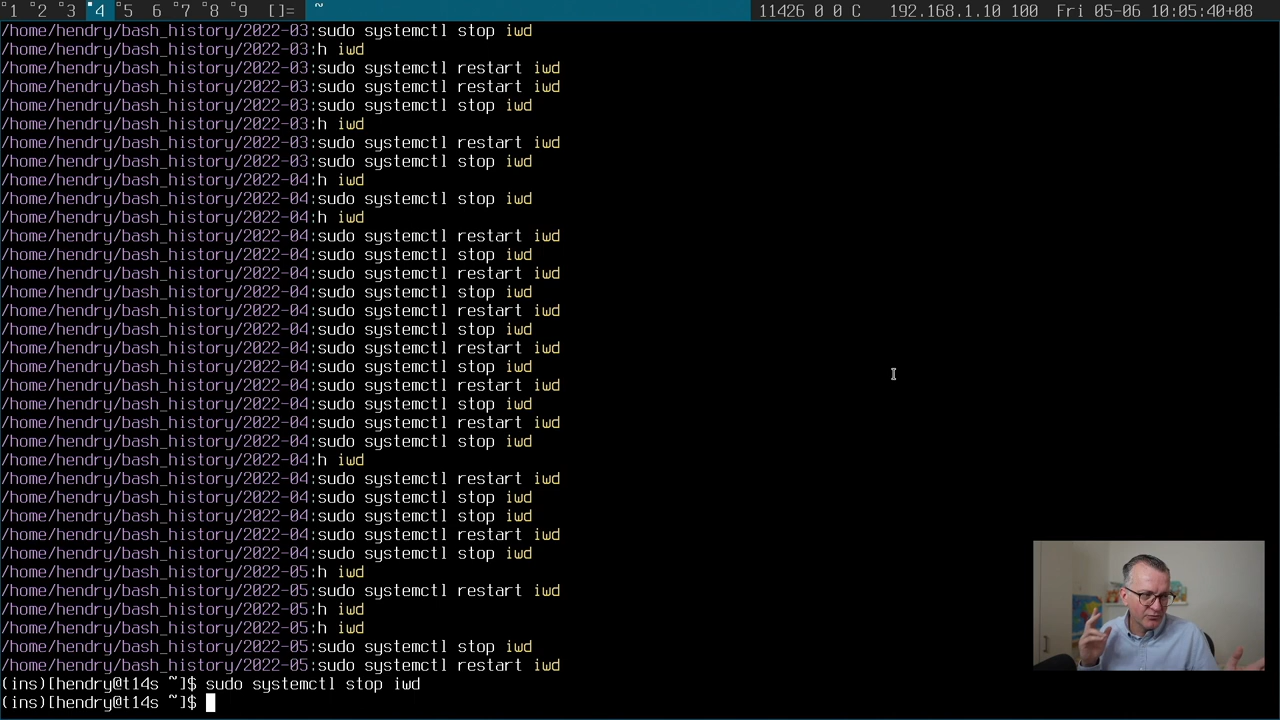 1 2 3 4 5 6 7 8 9 []= ~ 11426 0 0 C 192.168.1.10 100 Fri 05-06 10:05:40+08
/home/hendry/bash_history/2022-03:sudo systemctl stop iwd
/home/hendry/bash_history/2022-03:h iwd
/home/hendry/bash_history/2022-03:sudo systemctl restart iwd
/home/hendry/bash_history/2022-03:sudo systemctl restart iwd
/home/hendry/bash_history/2022-03:sudo systemctl stop iwd
/home/hendry/bash_history/2022-03:h iwd
/home/hendry/bash_history/2022-03:sudo systemctl restart iwd
/home/hendry/bash_history/2022-03:sudo systemctl stop iwd
/home/hendry/bash_history/2022-04:h iwd
/home/hendry/bash_history/2022-04:sudo systemctl stop iwd
/home/hendry/bash_history/2022-04:h iwd
/home/hendry/bash_history/2022-04:sudo systemctl restart iwd
/home/hendry/bash_history/2022-04:sudo systemctl stop iwd
/home/hendry/bash_history/2022-04:sudo systemctl restart iwd
/home/hendry/bash_history/2022-04:sudo systemctl stop iwd
/home/hendry/bash_history/2022-04:sudo systemctl restart iwd
/home/hendry/bash_history/2022-04:sudo systemctl stop iwd
/home/hendry/bash_history/2022-04:sudo systemctl restart iwd
/home/hendry/bash_history/2022-04:sudo systemctl stop iwd
/home/hendry/bash_history/2022-04:sudo systemctl restart iwd
/home/hendry/bash_history/2022-04:sudo systemctl stop iwd
/home/hendry/bash_history/2022-04:sudo systemctl restart iwd
/home/hendry/bash_history/2022-04:sudo systemctl stop iwd
/home/hendry/bash_history/2022-04:h iwd
/home/hendry/bash_history/2022-04:sudo systemctl restart iwd
/home/hendry/bash_history/2022-04:sudo systemctl stop iwd
/home/hendry/bash_history/2022-04:sudo systemctl stop iwd
/home/hendry/bash_history/2022-04:sudo systemctl restart iwd
/home/hendry/bash_history/2022-04:sudo systemctl stop iwd
/home/hendry/bash_history/2022-05:h iwd
/home/hendry/bash_history/2022-05:sudo systemctl restart iwd
/home/hendry/bash_history/2022-05:h iwd
/home/hendry/bash_history/2022-05:h iwd
/home/hendry/bash_history/2022-05:sudo systemctl stop iwd
/home/hendry/bash_history/2022-05:sudo systemctl restart iwd
(ins)[hendry@t14s ~]$ sudo systemctl stop iwd
(ins)[hendry@t14s ~]$